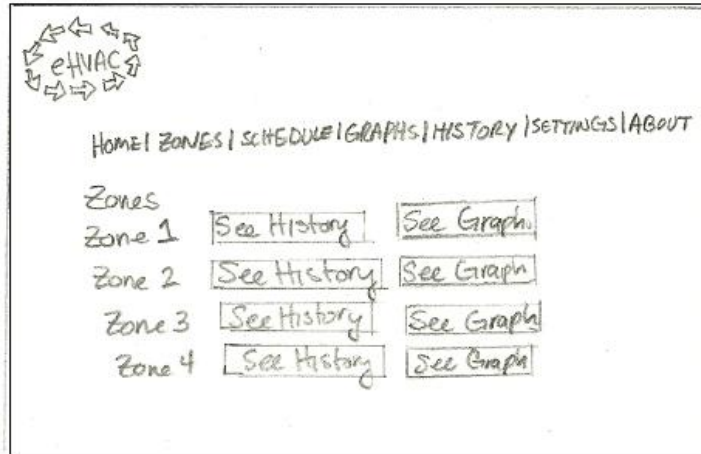 eHVAC
HOME | ZONES | SCHEDULE | GRAPHS | HISTORY | SETTINGS | ABOUT
Zones
Zone 1 See History See Graph
Zone 2 See History See Graph
Zone 3 See History See Graph
Zone 4 See History See Graph